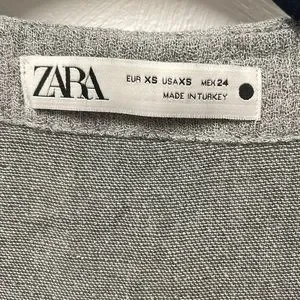 ZARA
EUR XS USA XS MEX 24
MADE IN TURKEY